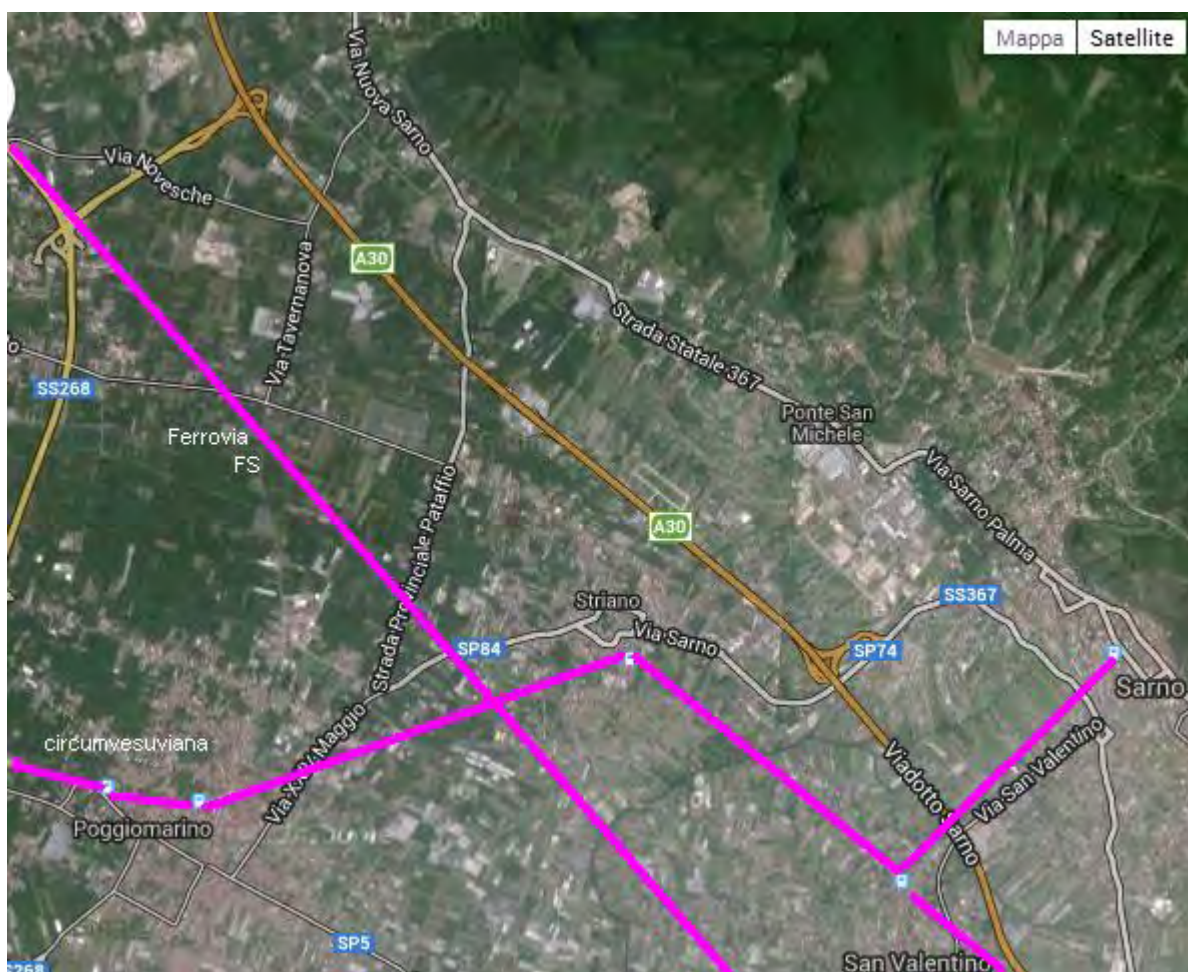 Mappa
Satellite
Via Nuova Sarno
Via Novesche
A30
Via Tavernanova
Strada Statale 367
SS268
Ponte San
Michele
Ferrovia
FS
Via Sarno Palma
Strada Provinciale Pataffio
A30
SS367
Striano
Via Sarno
SP84
SP74
Sarno
Via XXIV Maggio
circumvesuviana
Via San Valentino
Viadotto Sarno
Poggiomarino
SP5
San Valentino